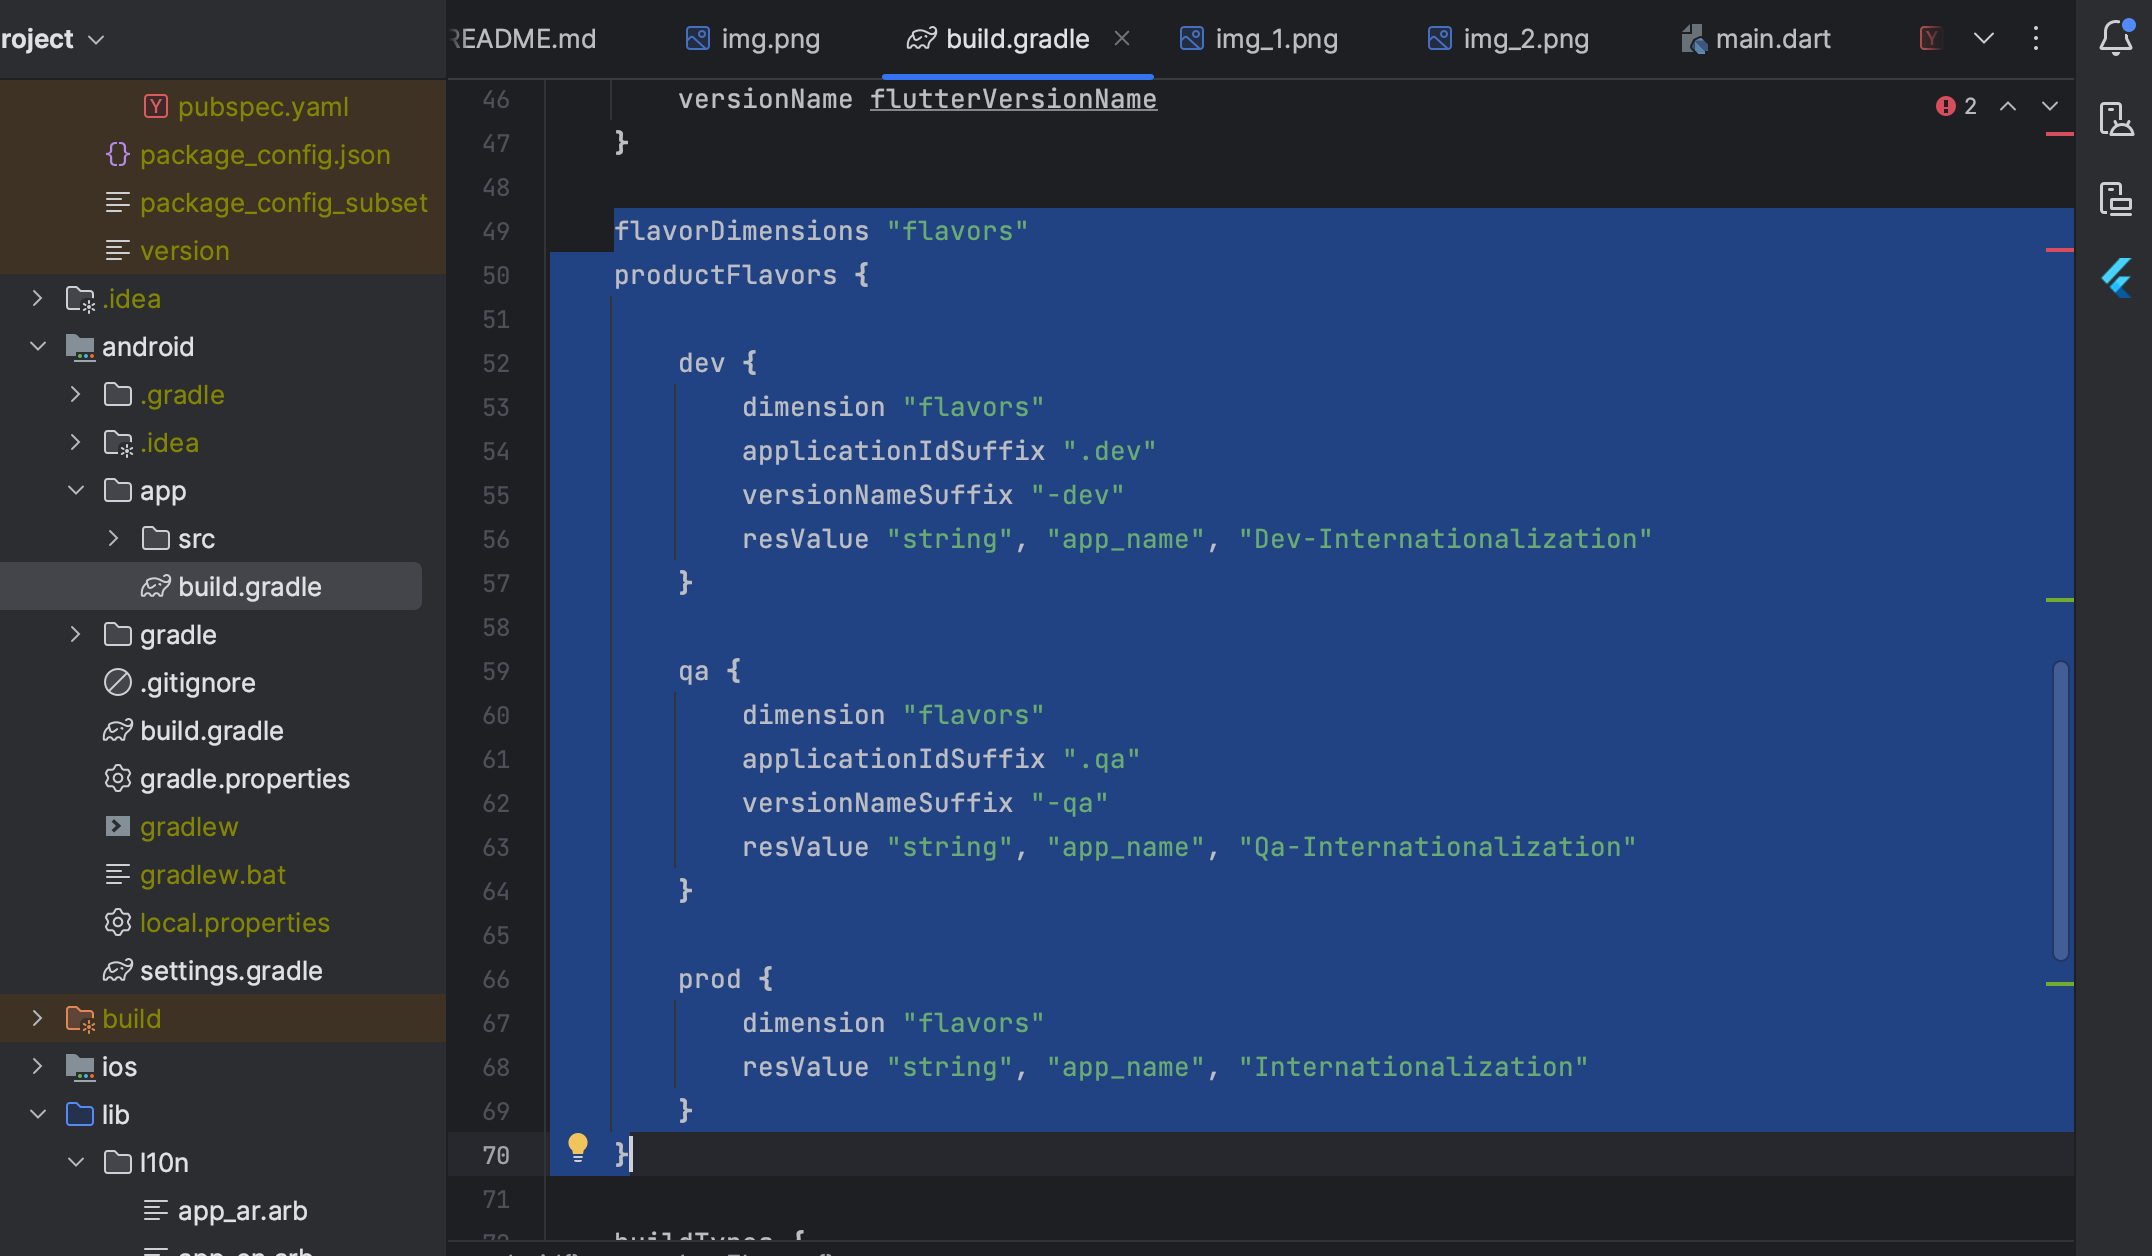 roject
README.md
img.png
build.gradle
img_1.png
img_2.png
main.dart
Y
Y pubspec.yaml
{} package_config.json
package_config_subset
version
.idea
android
.gradle
.idea
app
src
build.gradle
gradle
.gitignore
build.gradle
gradle.properties
gradlew
gradlew.bat
local.properties
settings.gradle
build
ios
lib
l10n
app_ar.arb
2
46 versionName flutterVersionName
47 }
48
49 flavorDimensions "flavors"
50 productFlavors {
51
52 dev {
53 dimension "flavors"
54 applicationIdSuffix ".dev"
55 versionNameSuffix "-dev"
56 resValue "string", "app_name", "Dev-Internationalization"
57 }
58
59 qa {
60 dimension "flavors"
61 applicationIdSuffix ".qa"
62 versionNameSuffix "-qa"
63 resValue "string", "app_name", "Qa-Internationalization"
64 }
65
66 prod {
67 dimension "flavors"
68 resValue "string", "app_name", "Internationalization"
69 }
70 }
71
buildTypes {